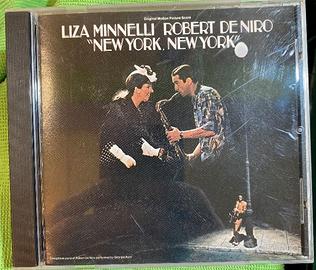 Original Motion Picture Score
LIZA MINNELLI ROBERT DE NIRO
"NEW YORK, NEW YORK"